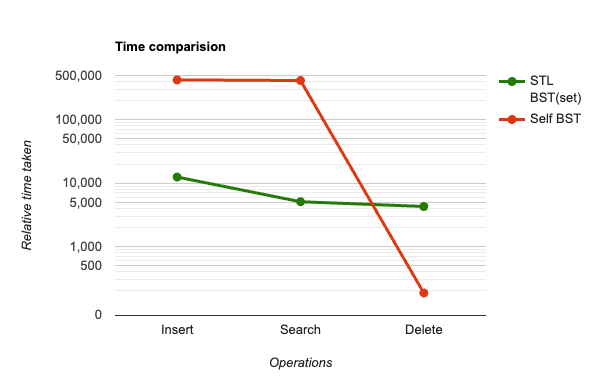 Time comparision
500,000
100,000
50,000
10,000
5,000
1,000
500
0
Relative time taken
Insert
Search
Delete
Operations
STL
BST(set)
Self BST